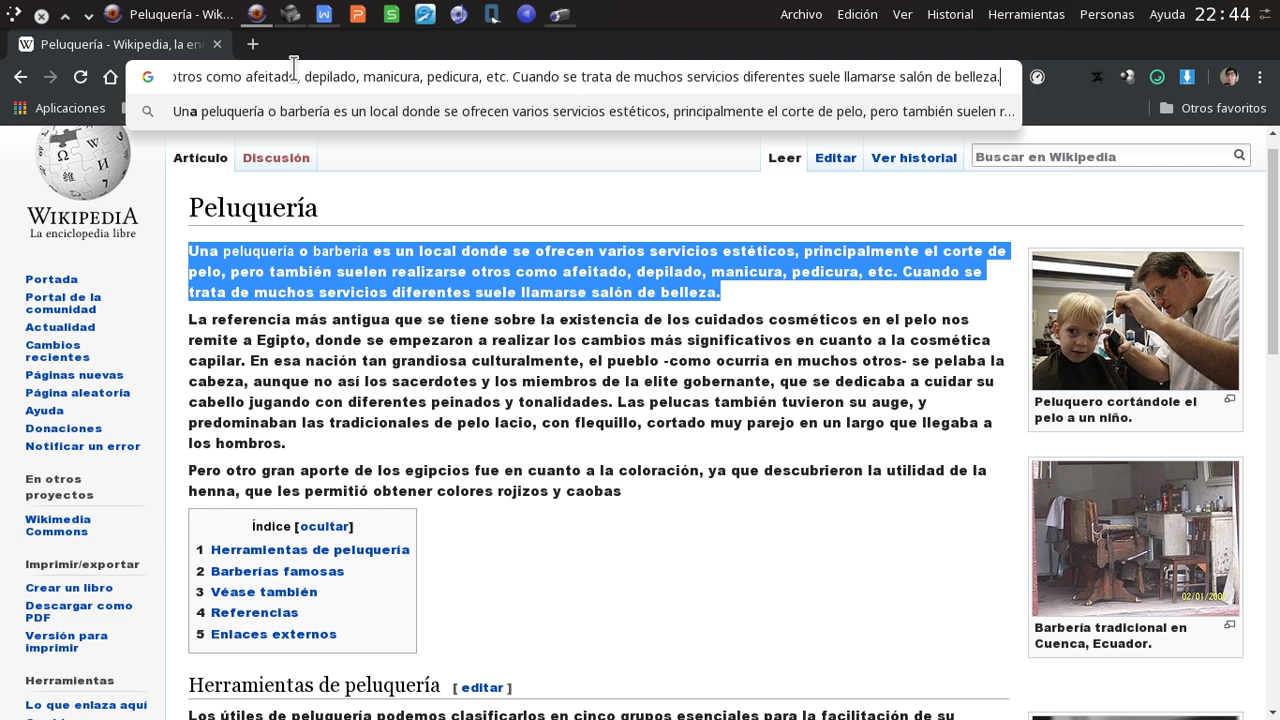 Peluquería - Wik...
Archivo Edición Ver Historial Herramientas Personas Ayuda 22:44
Peluquería - Wikipedia, la en
otros como afeitado, depilado, manicura, pedicura, etc. Cuando se trata de muchos servicios diferentes suele llamarse salón de belleza.
Una peluquería o barbería es un local donde se ofrecen varios servicios estéticos, principalmente el corte de pelo, pero también suelen r...
Aplicaciones
Otros favoritos
Artículo Discusión Leer Editar Ver historial Buscar en Wikipedia
WIKIPEDIA
La enciclopedia libre
Portada
Portal de la
comunidad
Actualidad
Cambios
recientes
Páginas nuevas
Página aleatoria
Ayuda
Donaciones
Notificar un error
En otros
proyectos
Wikimedia
Commons
Imprimir/exportar
Crear un libro
Descargar como
PDF
Versión para
imprimir
Herramientas
Lo que enlaza aquí
Peluquería
Una peluquería o barbería es un local donde se ofrecen varios servicios estéticos, principalmente el corte de
pelo, pero también suelen realizarse otros como afeitado, depilado, manicura, pedicura, etc. Cuando se
trata de muchos servicios diferentes suele llamarse salón de belleza.
La referencia más antigua que se tiene sobre la existencia de los cuidados cosméticos en el pelo nos
remite a Egipto, donde se empezaron a realizar los cambios más significativos en cuanto a la cosmética
capilar. En esa nación tan grandiosa culturalmente, el pueblo -como ocurría en muchos otros- se pelaba la
cabeza, aunque no así los sacerdotes y los miembros de la elite gobernante, que se dedicaba a cuidar su
cabello jugando con diferentes peinados y tonalidades. Las pelucas también tuvieron su auge, y
predominaban las tradicionales de pelo lacio, con flequillo, cortado muy parejo en un largo que llegaba a
los hombros.
Pero otro gran aporte de los egipcios fue en cuanto a la coloración, ya que descubrieron la utilidad de la
henna, que les permitió obtener colores rojizos y caobas
Índice [ocultar]
1 Herramientas de peluquería
2 Barberías famosas
3 Véase también
4 Referencias
5 Enlaces externos
Herramientas de peluquería [ editar ]
Los útiles de peluquería podemos clasificarlos en cinco grupos esenciales para la facilitación de su
Peluquero cortándole el
pelo a un niño.
Barbería tradicional en
Cuenca, Ecuador.